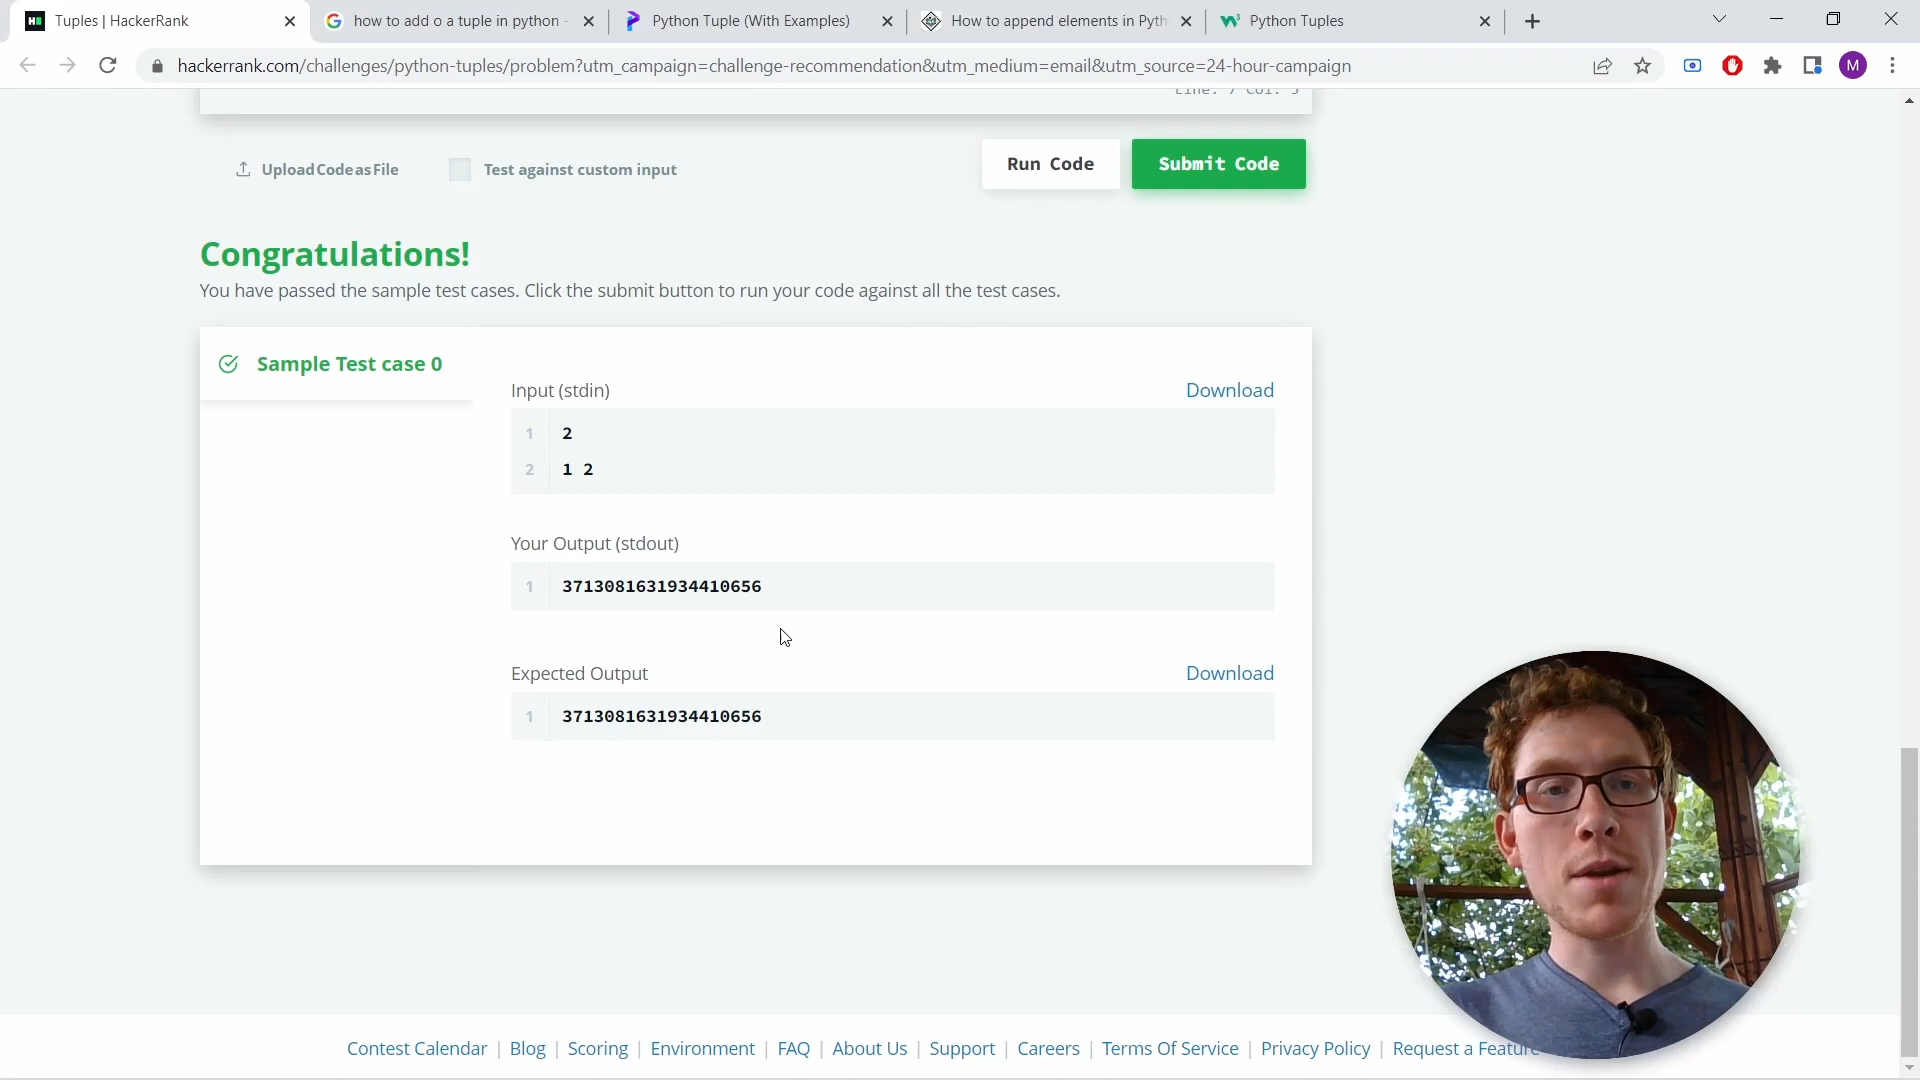 Tuples | HackerRank
how to add o a tuple in python -
Python Tuple (With Examples)
How to append elements in Pyth
Python Tuples
hackerrank.com/challenges/python-tuples/problem?utm_campaign=challenge-recommendation&utm_medium=email&utm_source=24-hour-campaign
M
Line: 7 Col: 5
Upload Code as File
Test against custom input
Run Code
Submit Code
Congratulations!
You have passed the sample test cases. Click the submit button to run your code against all the test cases.
Sample Test case 0
Input (stdin)
Download
1 2
2 1 2
Your Output (stdout)
1 3713081631934410656
Expected Output
Download
1 3713081631934410656
Contest Calendar | Blog | Scoring | Environment | FAQ | About Us | Support | Careers | Terms Of Service | Privacy Policy | Request a Feature